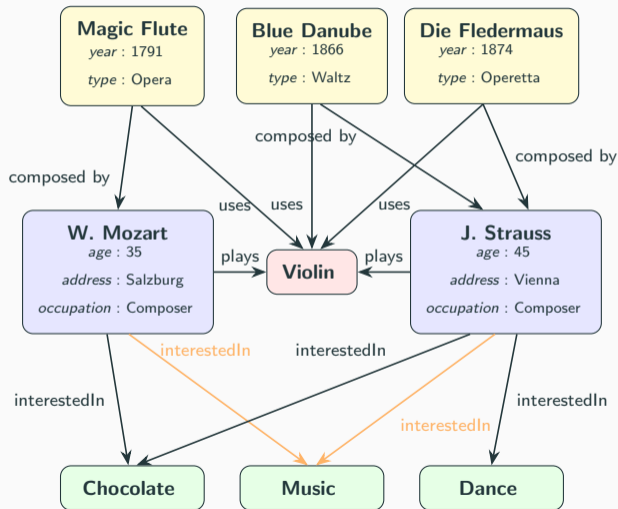 Magic Flute
year : 1791
type : Opera
Blue Danube
year : 1866
type : Waltz
Die Fledermaus
year : 1874
type : Operetta
composed by
composed by
composed by
uses
uses
uses
W. Mozart
age : 35
address : Salzburg
occupation : Composer
plays
Violin
plays
J. Strauss
age : 45
address : Vienna
occupation : Composer
interestedIn
interestedIn
interestedIn
interestedIn
interestedIn
Chocolate
Music
Dance